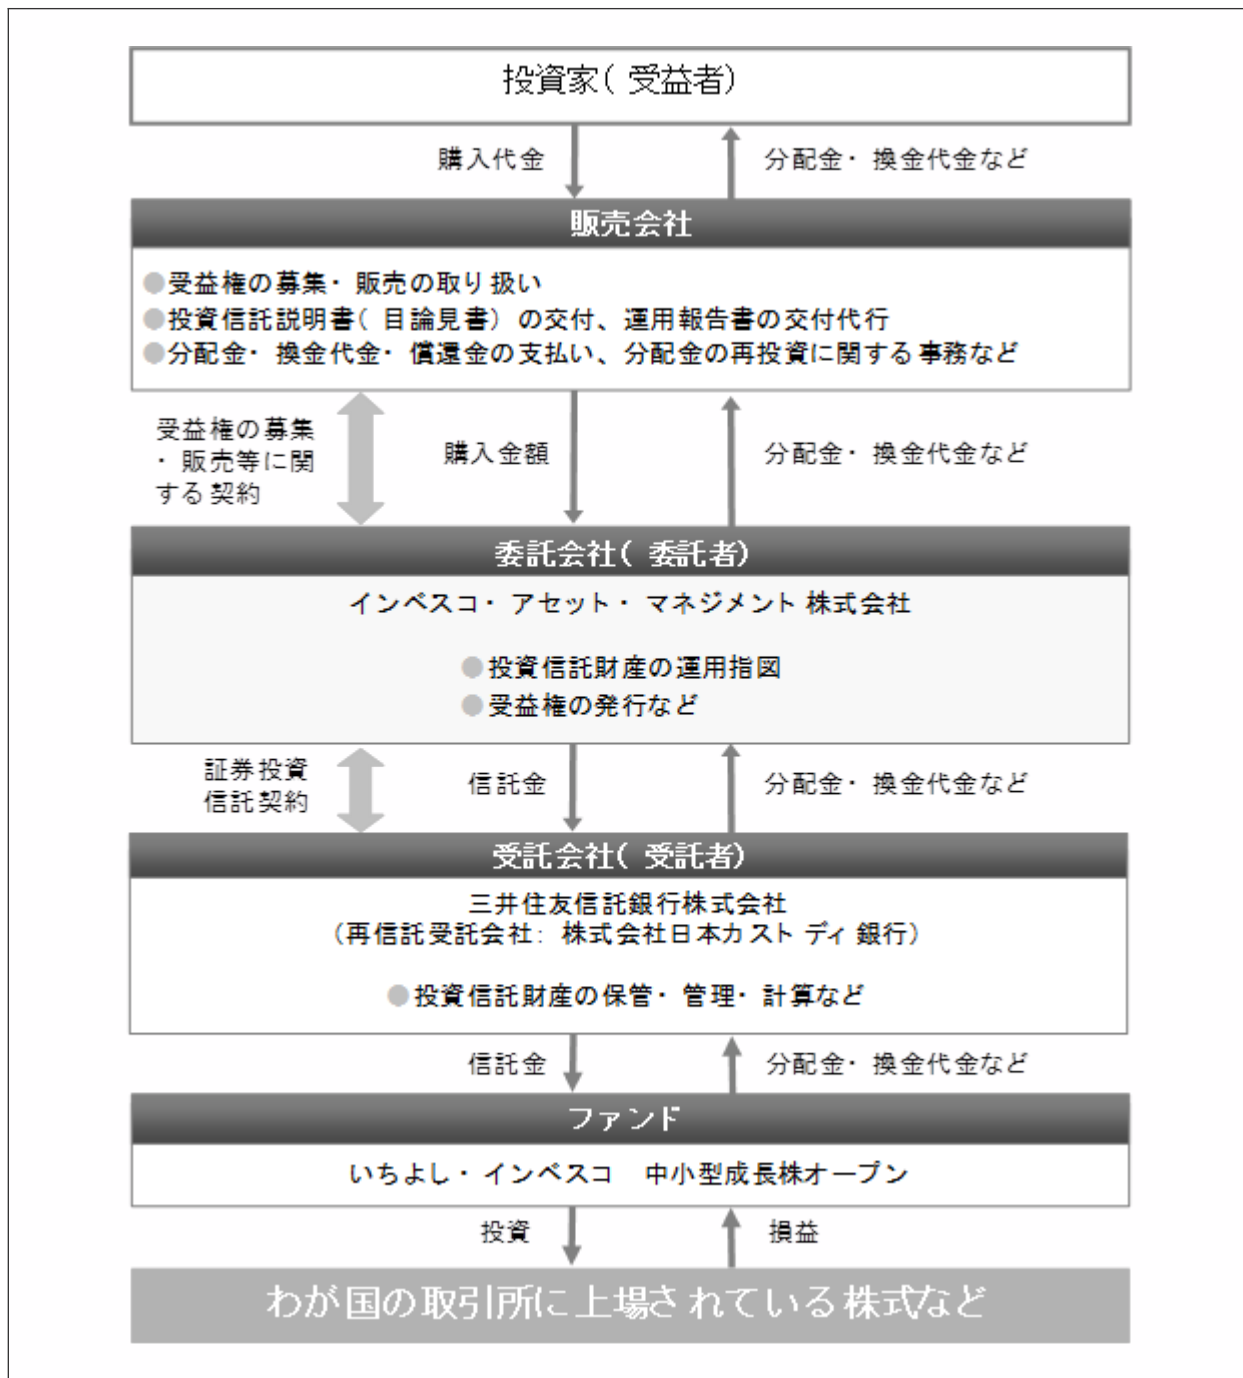 投資家(受益者)
購入代金
分配金・換金代金など
販売会社
●受益権の募集・販売の取り扱い
●投資信託説明書(目論見書)の交付、運用報告書の交付代行
●分配金・換金代金・償還金の支払い、分配金の再投資に関する事務など
受益権の募集
・販売等に関
する契約
購入金額
分配金・換金代金など
委託会社(委託者)
インベスコ・アセット・マネジメント株式会社
●投資信託財産の運用指図
●受益権の発行など
証券投資
信託契約
信託金
分配金・換金代金など
受託会社(受託者)
三井住友信託銀行株式会社
(再信託受託会社:株式会社日本カストディ銀行)
●投資信託財産の保管・管理・計算など
信託金
分配金・換金代金など
ファンド
いちよし・インベスコ 中小型成長株オープン
投資
損益
わが国の取引所に上場されている株式など